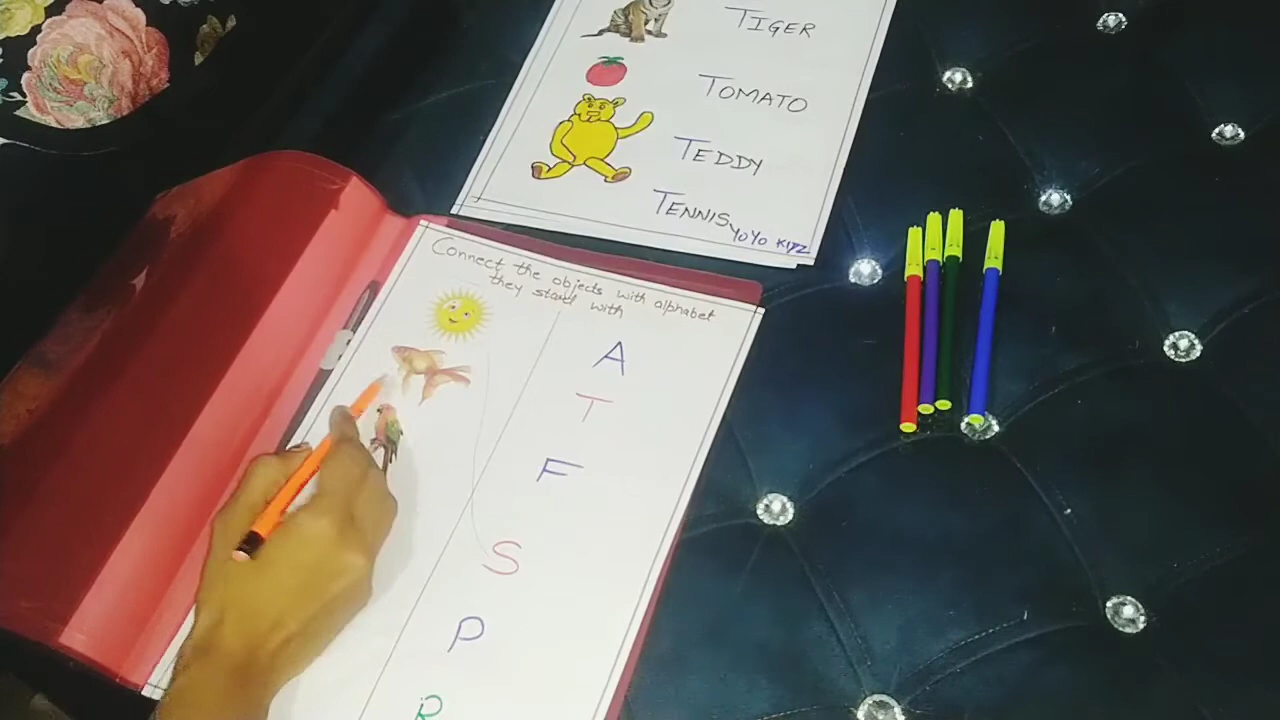 TIGER
TOMATO
TEDDY
TENNIS
YOYO KIDZ
Connect the objects with alphabet
they stand with
A
T
F
S
P
R